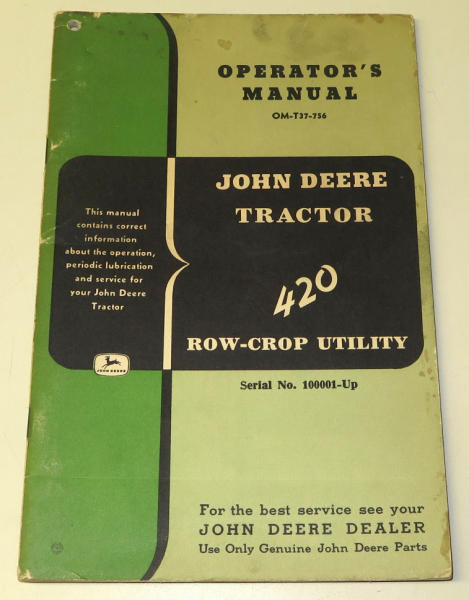 OPERATOR'S
MANUAL
OM-T37-756
JOHN DEERE
TRACTOR
420
ROW-CROP UTILITY
This manual
contains correct
information
about the operation,
periodic lubrication
and service for
your John Deere
Tractor
JOHN DEERE
Serial No. 100001-Up
For the best service see your
JOHN DEERE DEALER
Use Only Genuine John Deere Parts